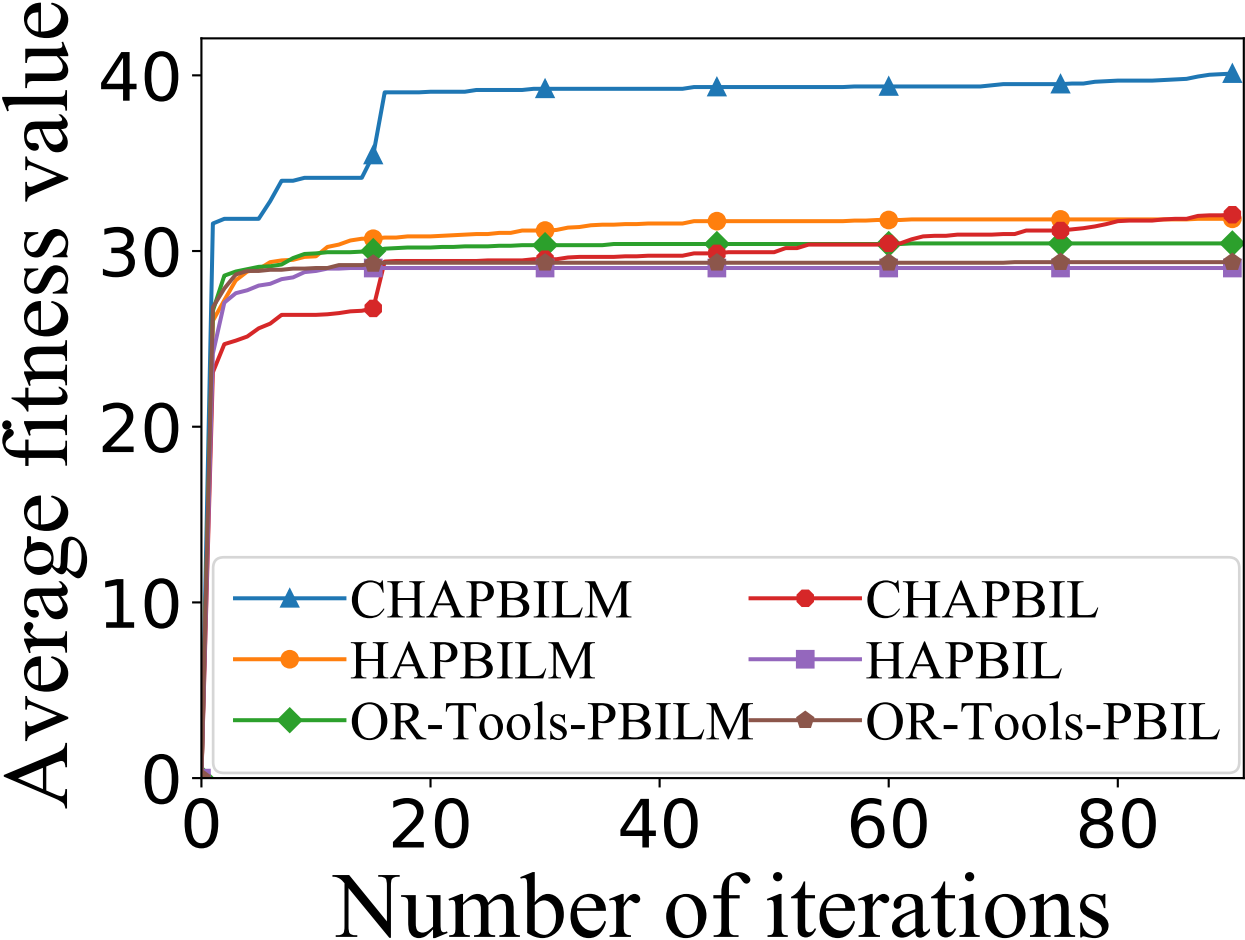 Average fitness value
40
30
20
10
0
CHAPBILM
CHAPBIL
HAPBILM
HAPBIL
OR-Tools-PBILM
OR-Tools-PBIL
0 20 40 60 80
Number of iterations